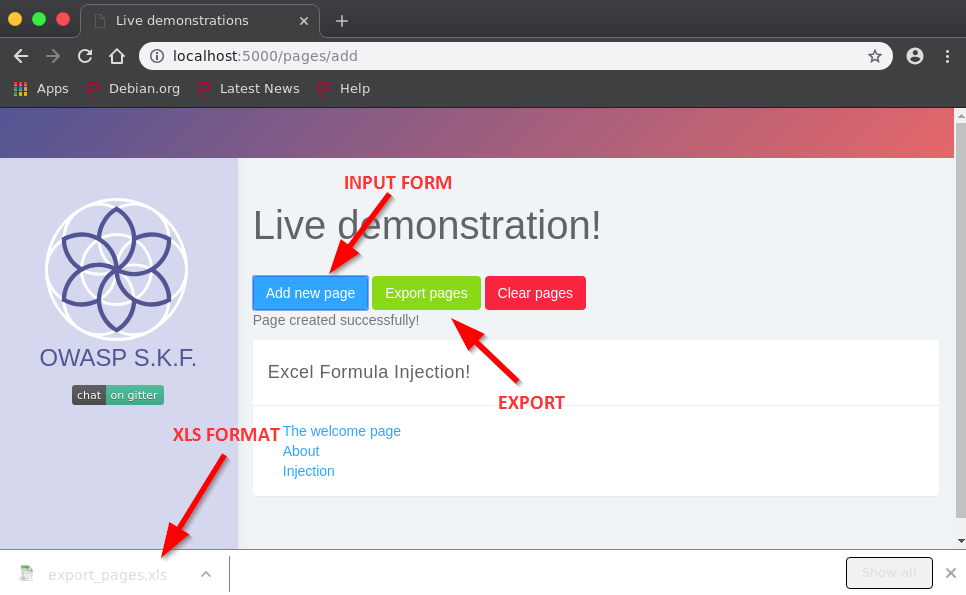 Live demonstrations
localhost:5000/pages/add
Apps Debian.org Latest News Help
INPUT FORM
Live demonstration!
Add new page Export pages Clear pages
Page created successfully!
OWASP S.K.F.
chat on gitter
Excel Formula Injection!
EXPORT
XLS FORMAT
The welcome page
About
Injection
export_pages.xls
Show all